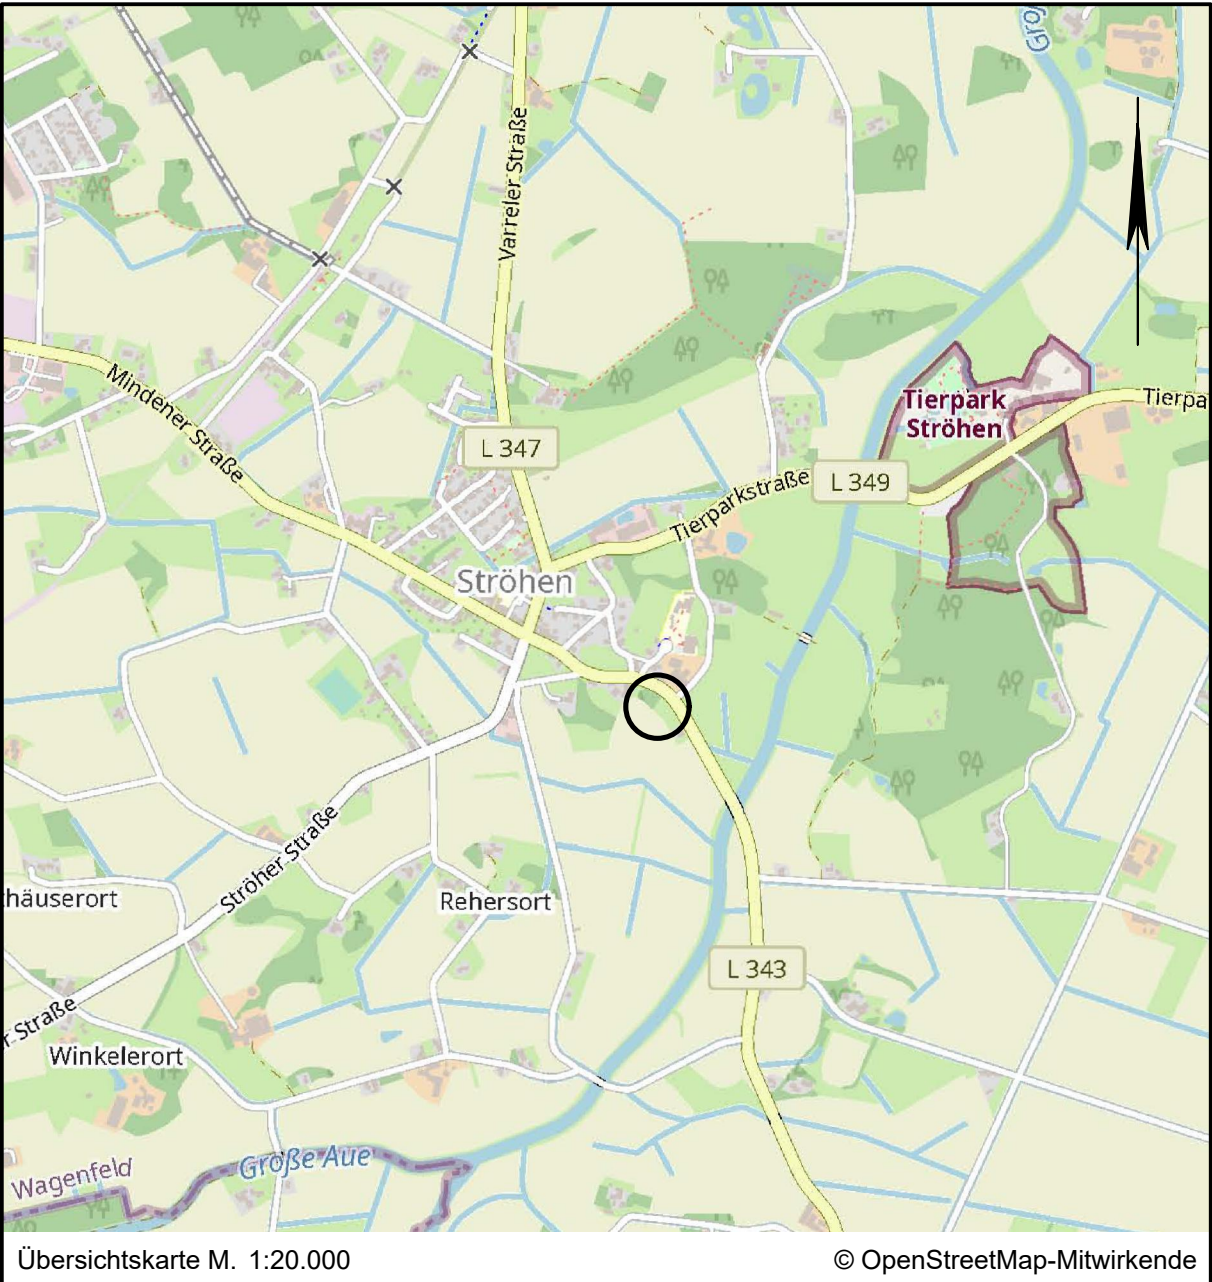 Groß
Varreler Straße
Mindener Straße
L 347
Tierpark
Ströhen
Tierpa
L 349
Tierparkstraße
Ströhen
Ströher Straße
häuserort
Rehersort
L 343
r Straße
Winkelerort
Große Aue
Wagenfeld
Übersichtskarte M. 1:20.000
© OpenStreetMap-Mitwirkende